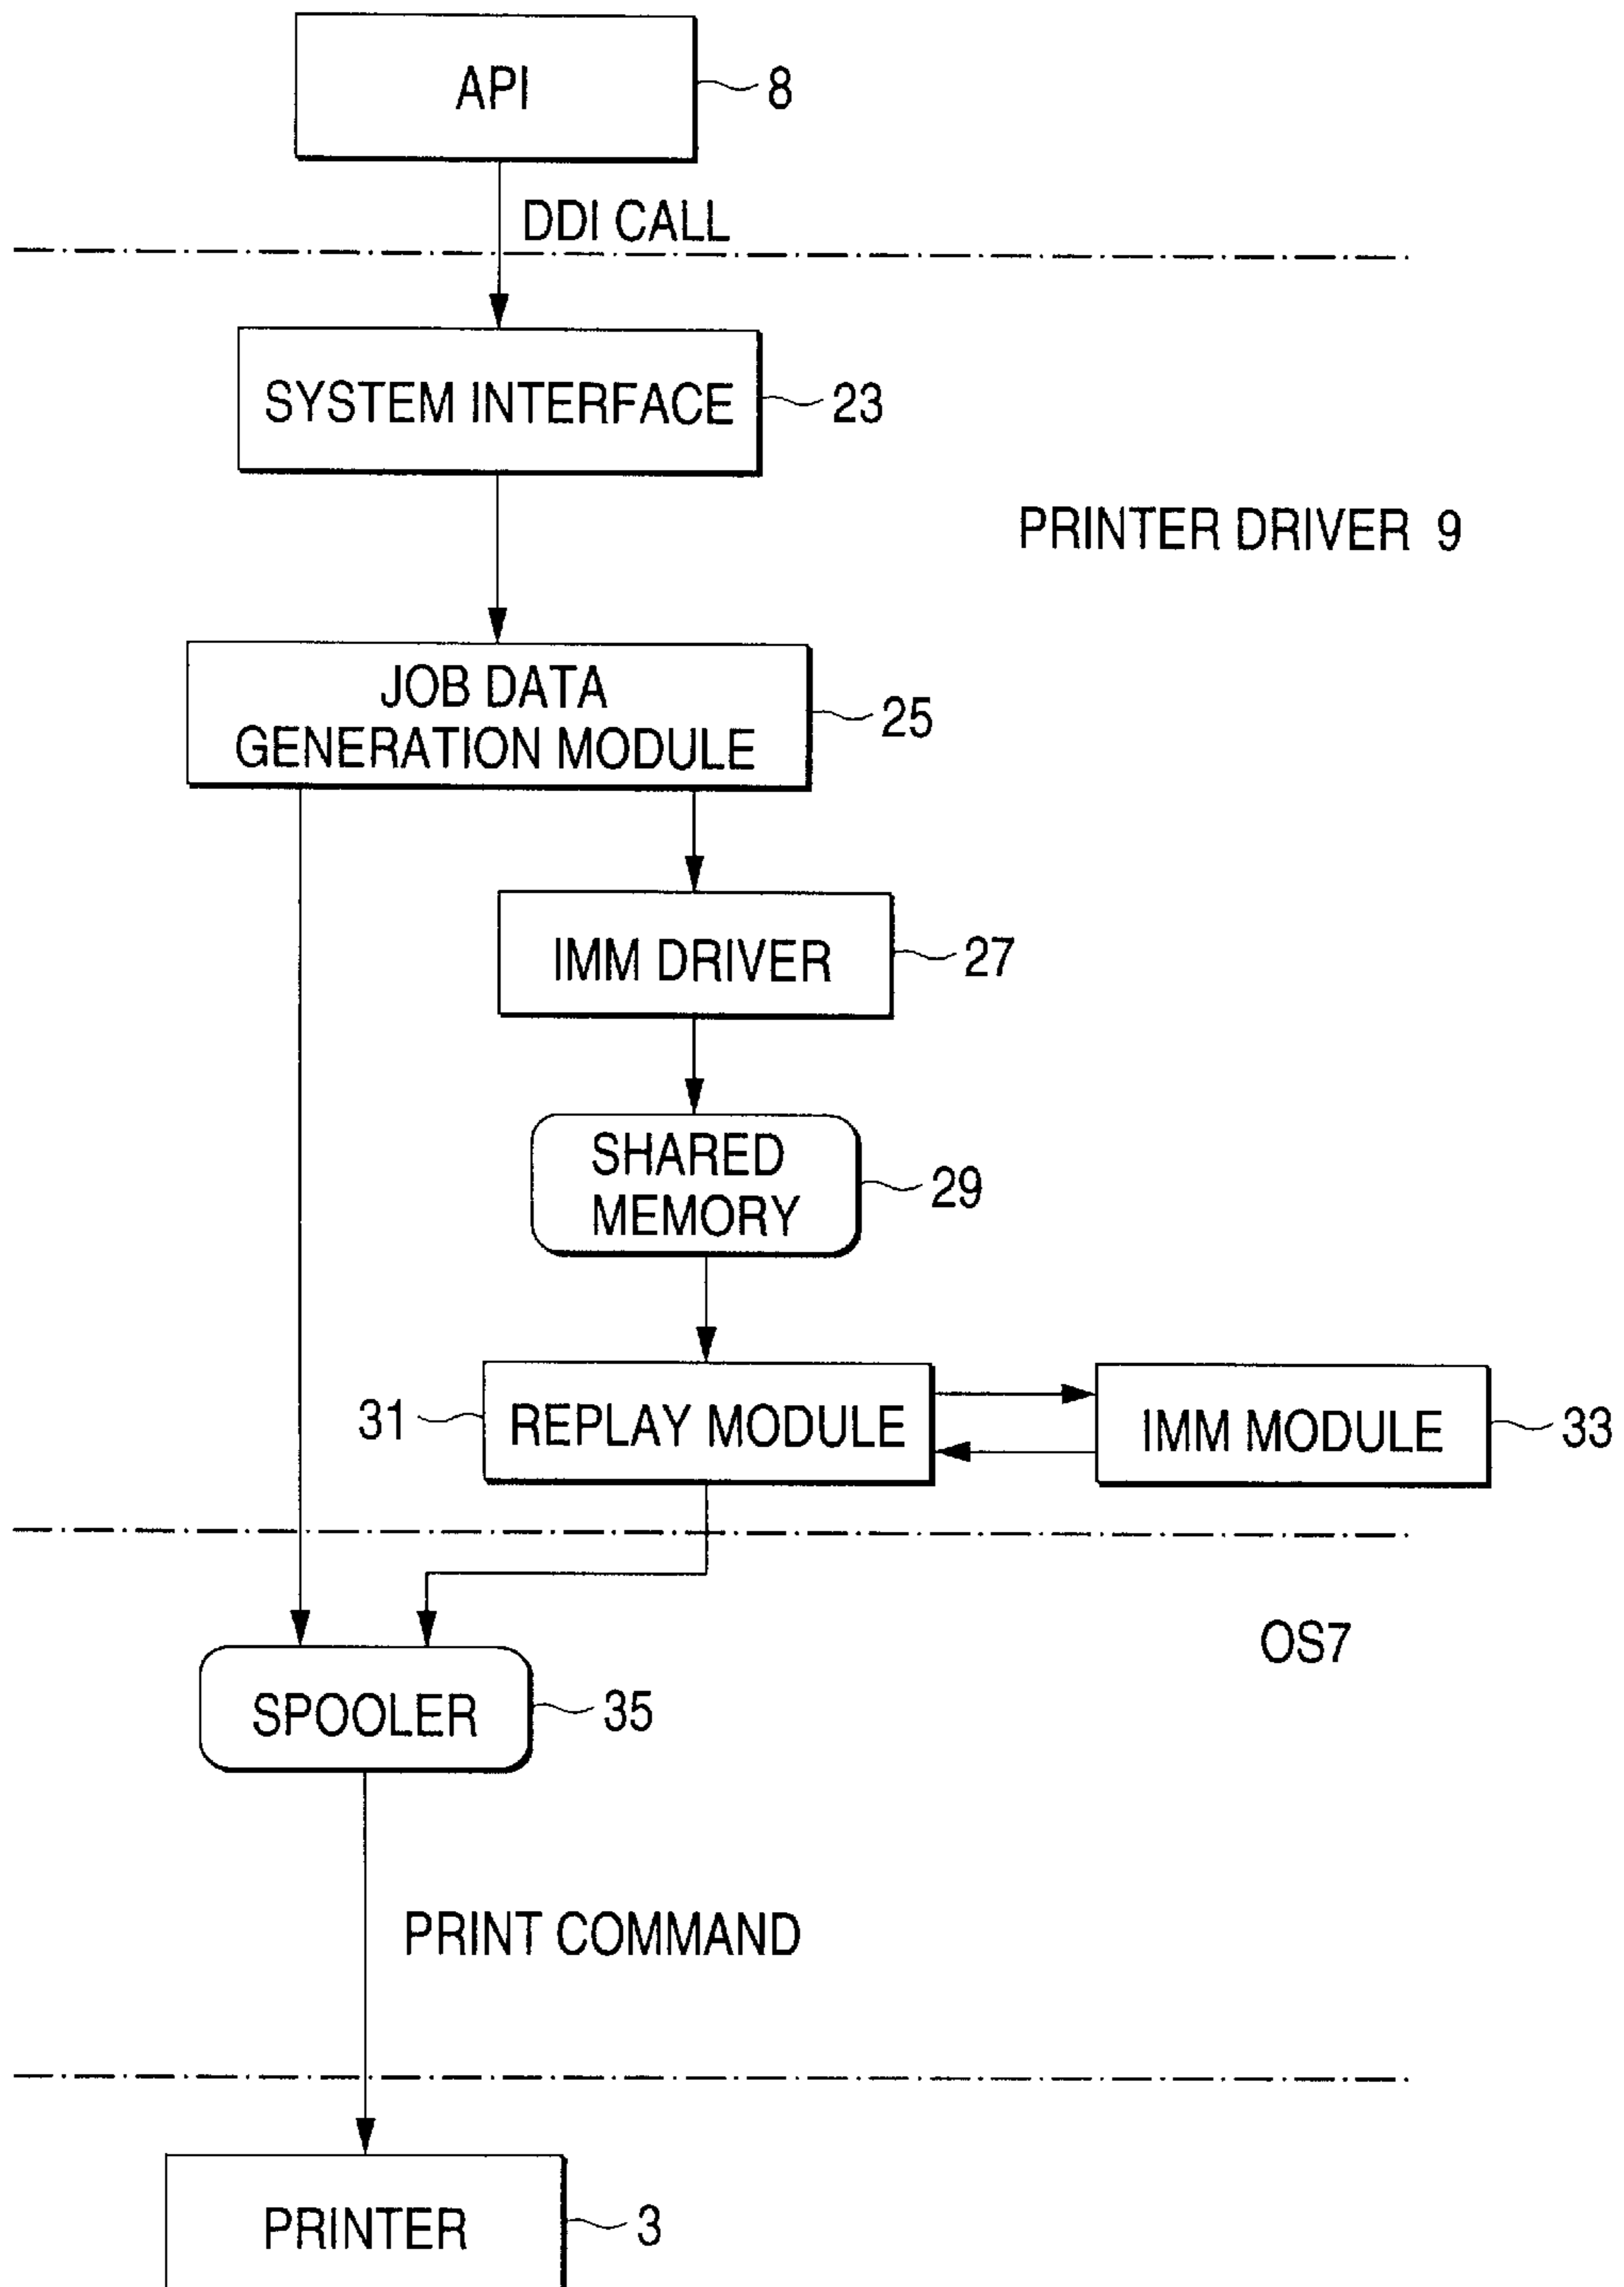 API
8
DDI CALL
SYSTEM INTERFACE
23
PRINTER DRIVER 9
JOB DATA
GENERATION MODULE
25
IMM DRIVER
27
SHARED
MEMORY
29
31
REPLAY MODULE
IMM MODULE
33
OS7
SPOOLER
35
PRINT COMMAND
PRINTER
3